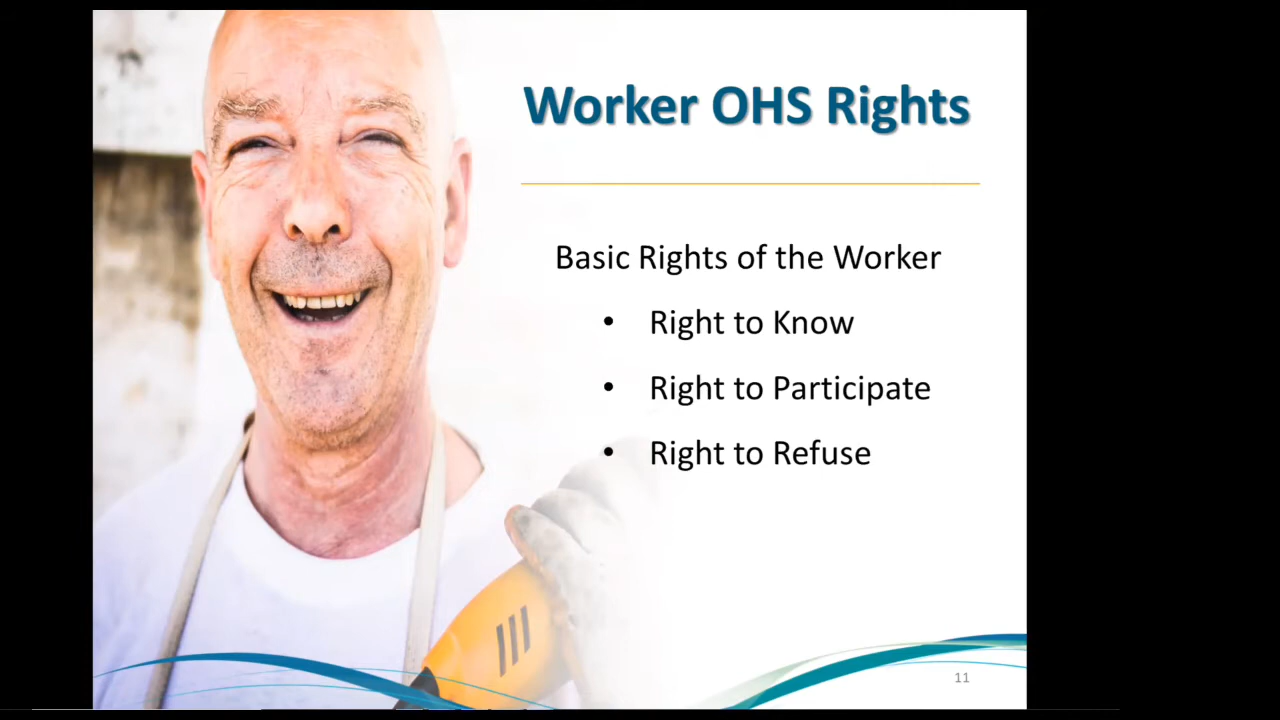 Worker OHS Rights
Basic Rights of the Worker
• Right to Know
• Right to Participate
• Right to Refuse
11